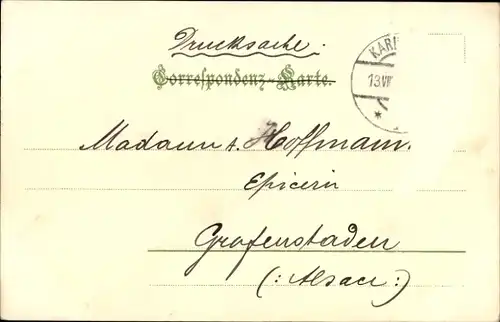 Drucksache.
Correspondenz-Karte.
KARL
13 VII
Madame A. Hoffmann.
Epicerie
Grafenstaden
(: Alsace :)